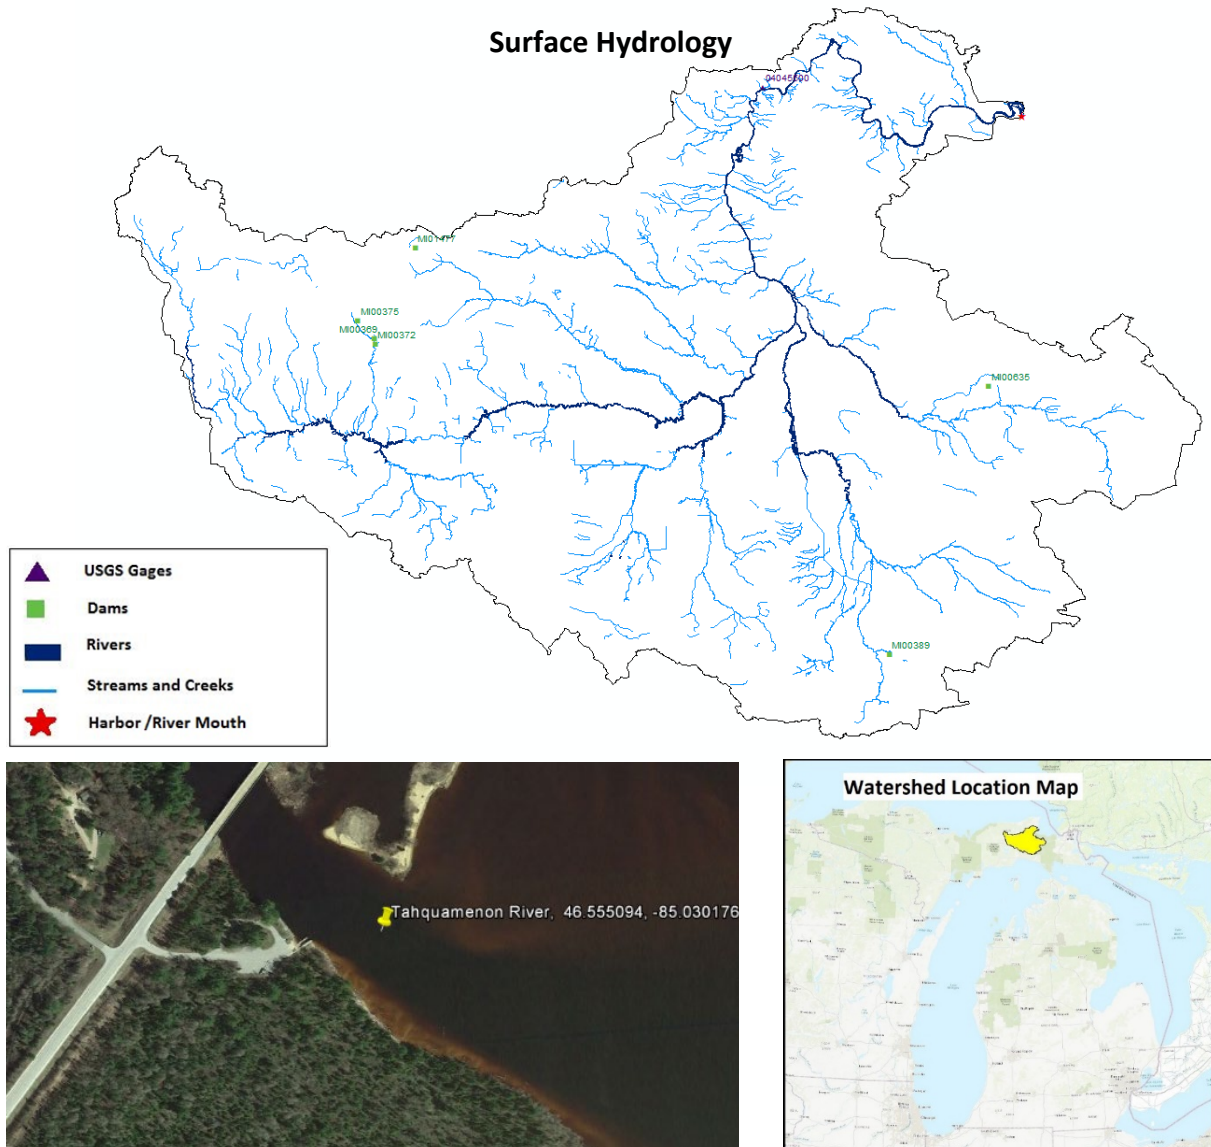 Surface Hydrology
04045500
MI01477
MI00375
MI00369
MI00372
MI00635
MI00389
USGS Gages
Dams
Rivers
Streams and Creeks
Harbor /River Mouth
Tahquamenon River,  46.555094, -85.030176
Watershed Location Map